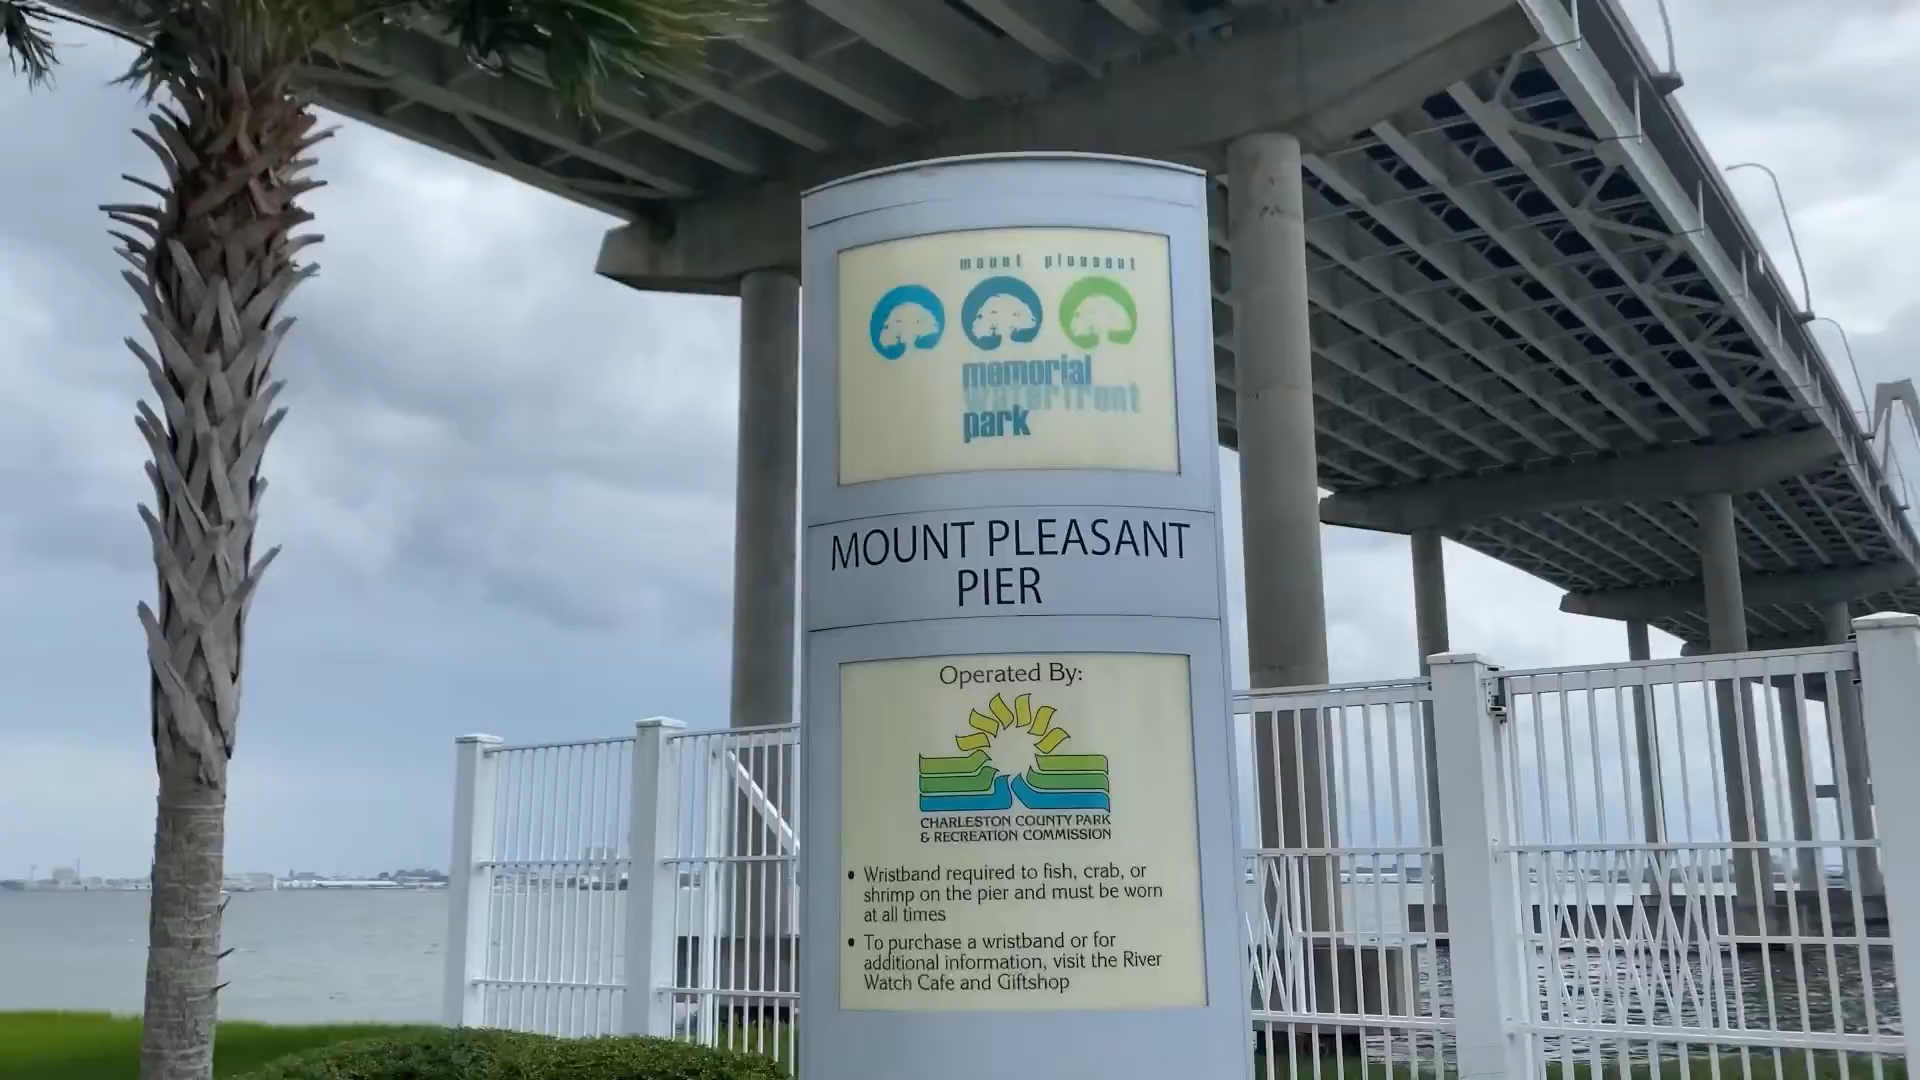 mount pleasant
memorial
waterfront
park
MOUNT PLEASANT
PIER
Operated By:
CHARLESTON COUNTY PARK
& RECREATION COMMISSION
• Wristband required to fish, crab, or
shrimp on the pier and must be worn
at all times
• To purchase a wristband or for
additional information, visit the River
Watch Cafe and Giftshop